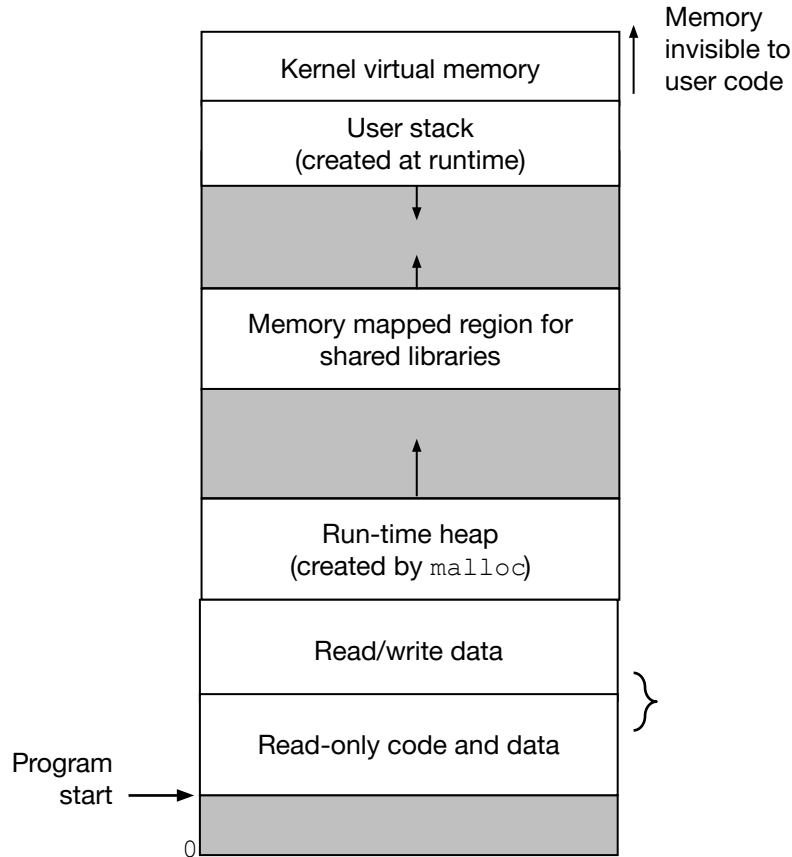 Memory
invisible to
user code
Kernel virtual memory
User stack
(created at runtime)
Memory mapped region for
shared libraries
Run-time heap
(created by malloc)
Read/write data
Read-only code and data
Program
start
0